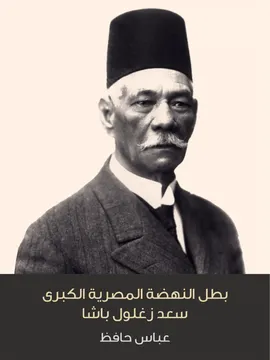 بطل النهضة المصرية الكبرى
سعد زغلول باشا
عباس حافظ